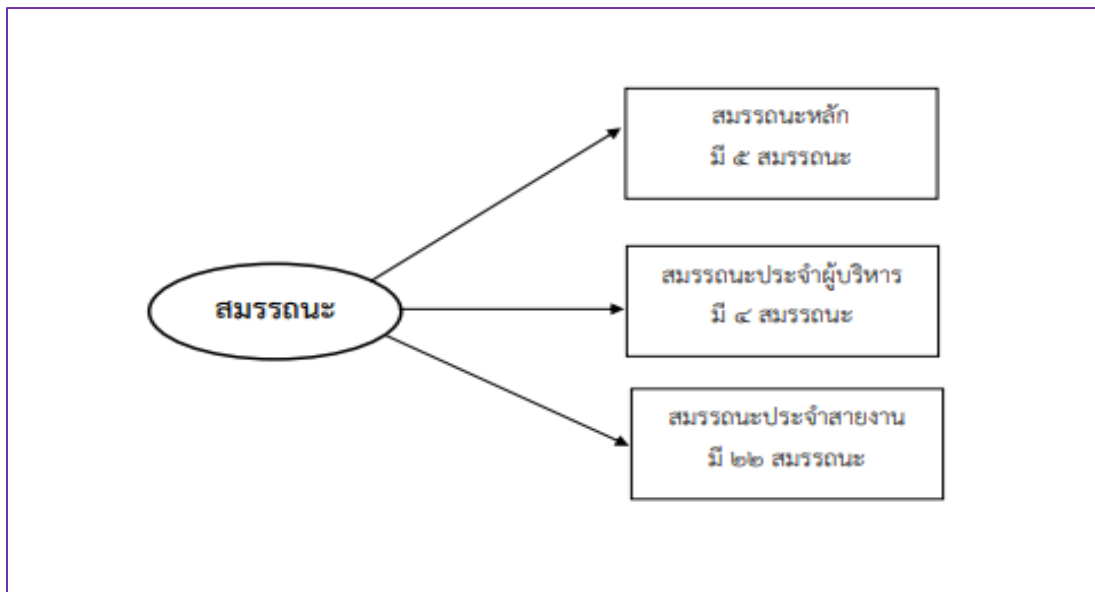 สมรรถนะหลัก
มี ๕ สมรรถนะ
สมรรถนะ
สมรรถนะประจำผู้บริหาร
มี ๔ สมรรถนะ
สมรรถนะประจำสายงาน
มี ๒๒ สมรรถนะ